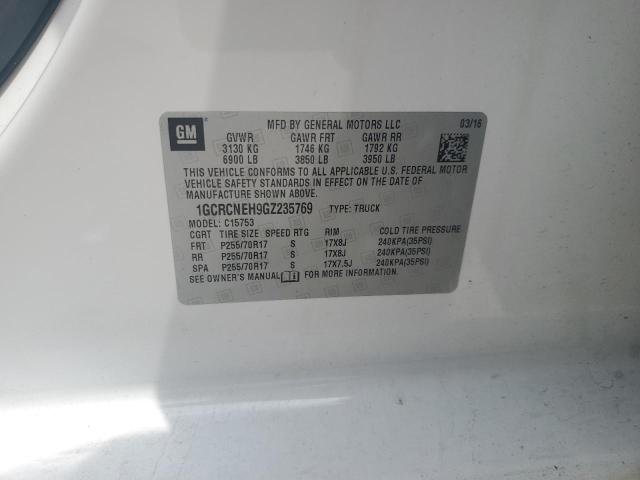 GM
MFD BY GENERAL MOTORS LLC 03/16
GVWR GAWR FRT GAWR RR
3130 KG 1746 KG 1792 KG
6900 LB 3850 LB 3950 LB
THIS VEHICLE CONFORMS TO ALL APPLICABLE U.S. FEDERAL MOTOR
VEHICLE SAFETY STANDARDS IN EFFECT ON THE DATE OF
MANUFACTURE SHOWN ABOVE.
1GCRCNEH9GZ235769 TYPE: TRUCK
MODEL: C15753
CGRT TIRE SIZE SPEED RTG RIM COLD TIRE PRESSURE
FRT P255/70R17 S 17X8J 240KPA(35PSI)
RR P255/70R17 S 17X8J 240KPA(35PSI)
SPA P255/70R17 S 17X7.5J 240KPA(35PSI)
SEE OWNER'S MANUAL FOR MORE INFORMATION.